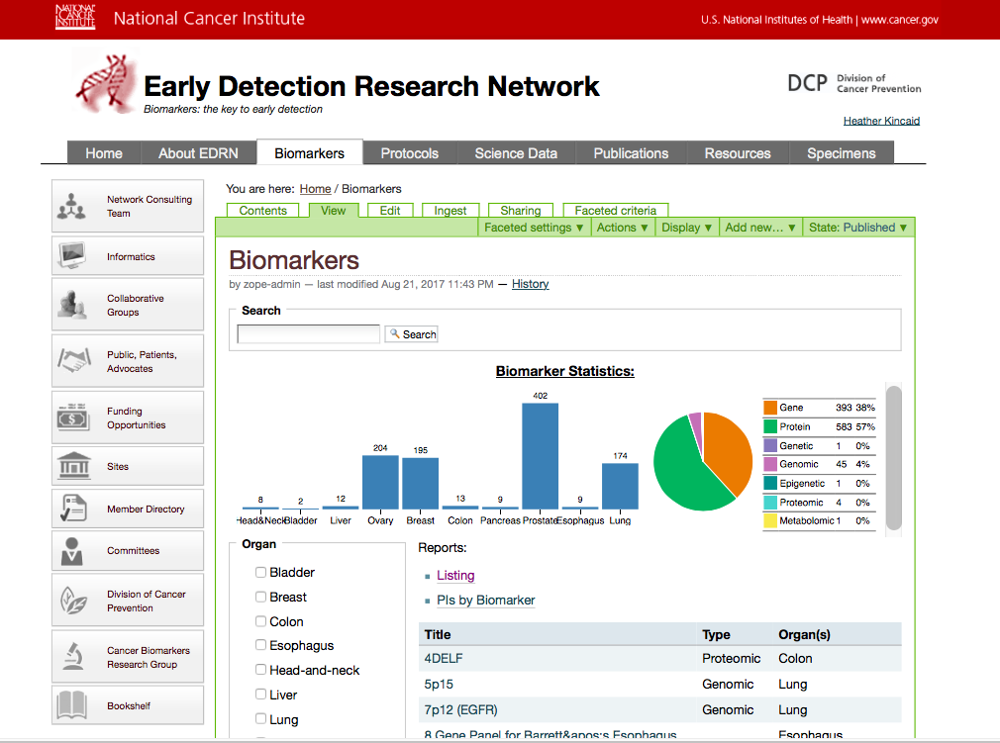 NATIONAL CANCER INSTITUTE
National Cancer Institute
U.S. National Institutes of Health | www.cancer.gov
Early Detection Research Network
Biomarkers: the key to early detection
DCP Division of Cancer Prevention
Heather Kincaid
Home About EDRN Biomarkers Protocols Science Data Publications Resources Specimens
Network Consulting
Team
Informatics
Collaborative
Groups
Public, Patients,
Advocates
Funding
Opportunities
Sites
Member Directory
Committees
Division of Cancer
Prevention
Cancer Biomarkers
Research Group
Bookshelf
You are here: Home / Biomarkers
Contents View Edit Ingest Sharing Faceted criteria
Faceted settings ▼ Actions ▼ Display ▼ Add new… ▼ State: Published ▼
Biomarkers
by zope-admin — last modified Aug 21, 2017 11:43 PM — History
Search
Search
Biomarker Statistics:
8 2 12 204 195 13 9 402 9 174
Head&Neck Bladder Liver Ovary Breast Colon Pancreas Prostate Esophagus Lung
Gene 393 38%
Protein 583 57%
Genetic 1 0%
Genomic 45 4%
Epigenetic 1 0%
Proteomic 4 0%
Metabolomic 1 0%
Organ
Bladder
Breast
Colon
Esophagus
Head-and-neck
Liver
Lung
Reports:
Listing
PIs by Biomarker
Title Type Organ(s)
4DELF Proteomic Colon
5p15 Genomic Lung
7p12 (EGFR) Genomic Lung
8 Gene Panel for Barrett&apos;s Esophagus Esophagus